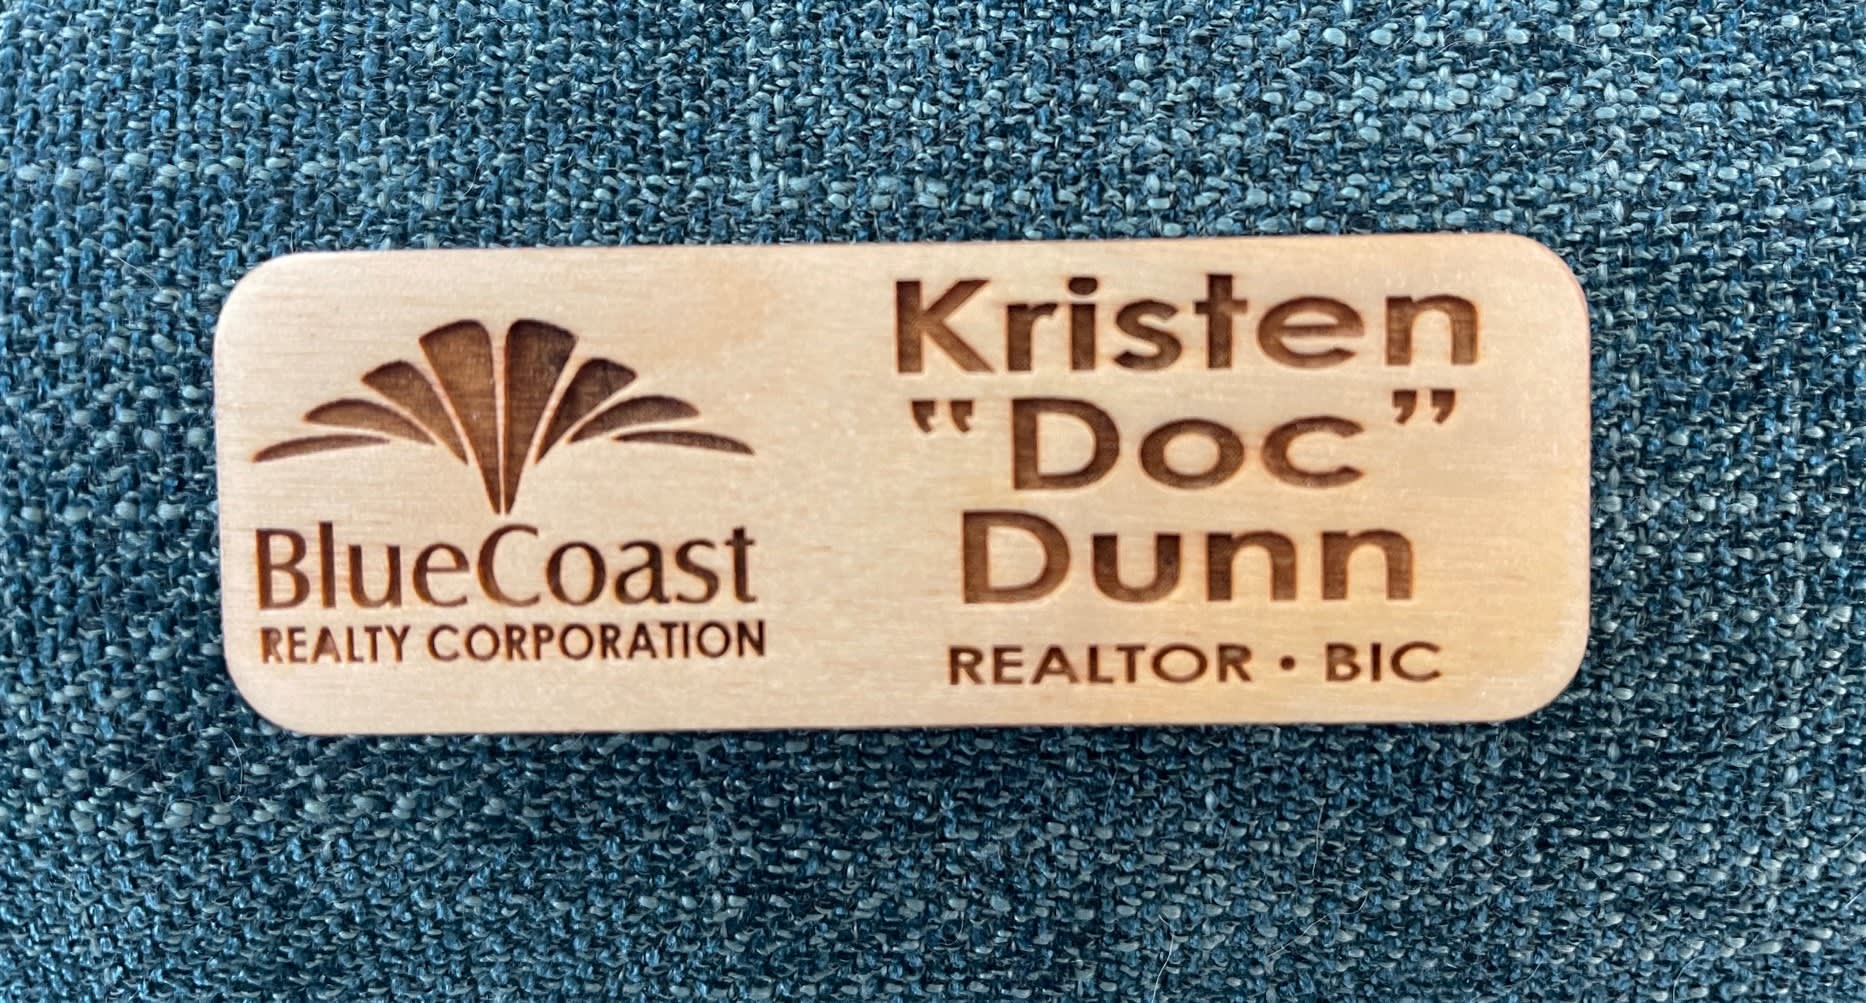 BlueCoast
REALTY CORPORATION
Kristen
“Doc”
Dunn
REALTOR • BIC